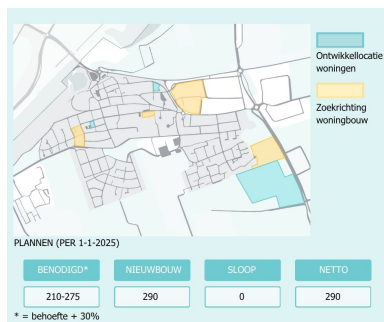 Ontwikkellocatie
woningen
Zoekrichting
woningbouw
PLANNEN (PER 1-1-2025)
BENODIGD* NIEUWBOUW SLOOP NETTO
210-275 290 0 290
* = behoefte + 30%